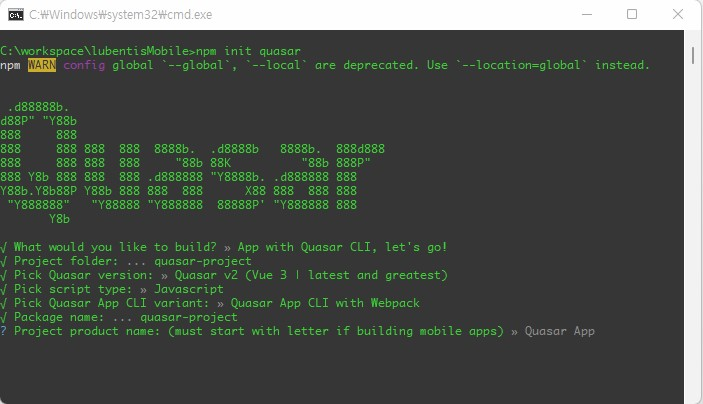 C:₩Windows₩system32₩cmd.exe
C:\workspace\lubentisMobile>npm init quasar
npm WARN config global `--global`, `--local` are deprecated. Use `--location=global` instead.
 .d88888b.
d88P" "Y88b
888     888
888     888 888  888  8888b.  .d8888b   8888b.  888d888
888     888 888  888     "88b 88K          "88b 888P"
888 Y8b 888 888  888 .d888888 "Y8888b. .d888888 888
Y88b.Y8b88P Y88b 888 888  888      X88 888  888 888
 "Y888888"   "Y88888 "Y888888  88888P' "Y888888 888
       Y8b
√ What would you like to build? » App with Quasar CLI, let's go!
√ Project folder: ... quasar-project
√ Pick Quasar version: » Quasar v2 (Vue 3 | latest and greatest)
√ Pick script type: » Javascript
√ Pick Quasar App CLI variant: » Quasar App CLI with Webpack
√ Package name: ... quasar-project
? Project product name: (must start with letter if building mobile apps) » Quasar App